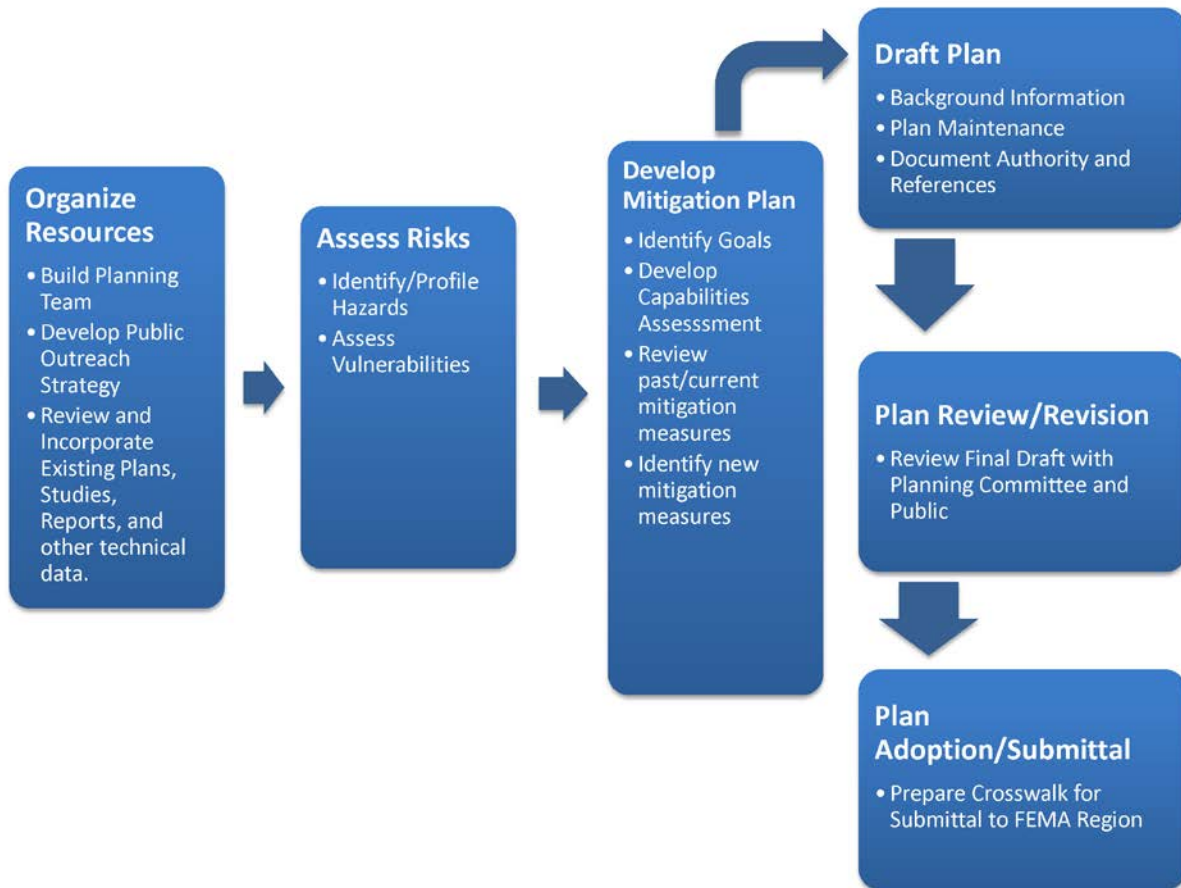 Organize
Resources
• Build Planning
Team
• Develop Public
Outreach
Strategy
• Review and
Incorporate
Existing Plans,
Studies,
Reports, and
other technical
data.
Assess Risks
• Identify/Profile
Hazards
• Assess
Vulnerabilities
Develop
Mitigation Plan
• Identify Goals
• Develop
Capabilities
Assesssment
• Review
past/current
mitigation
measures
• Identify new
mitigation
measures
Draft Plan
• Background Information
• Plan Maintenance
• Document Authority and
References
Plan Review/Revision
• Review Final Draft with
Planning Committee and
Public
Plan
Adoption/Submittal
• Prepare Crosswalk for
Submittal to FEMA Region